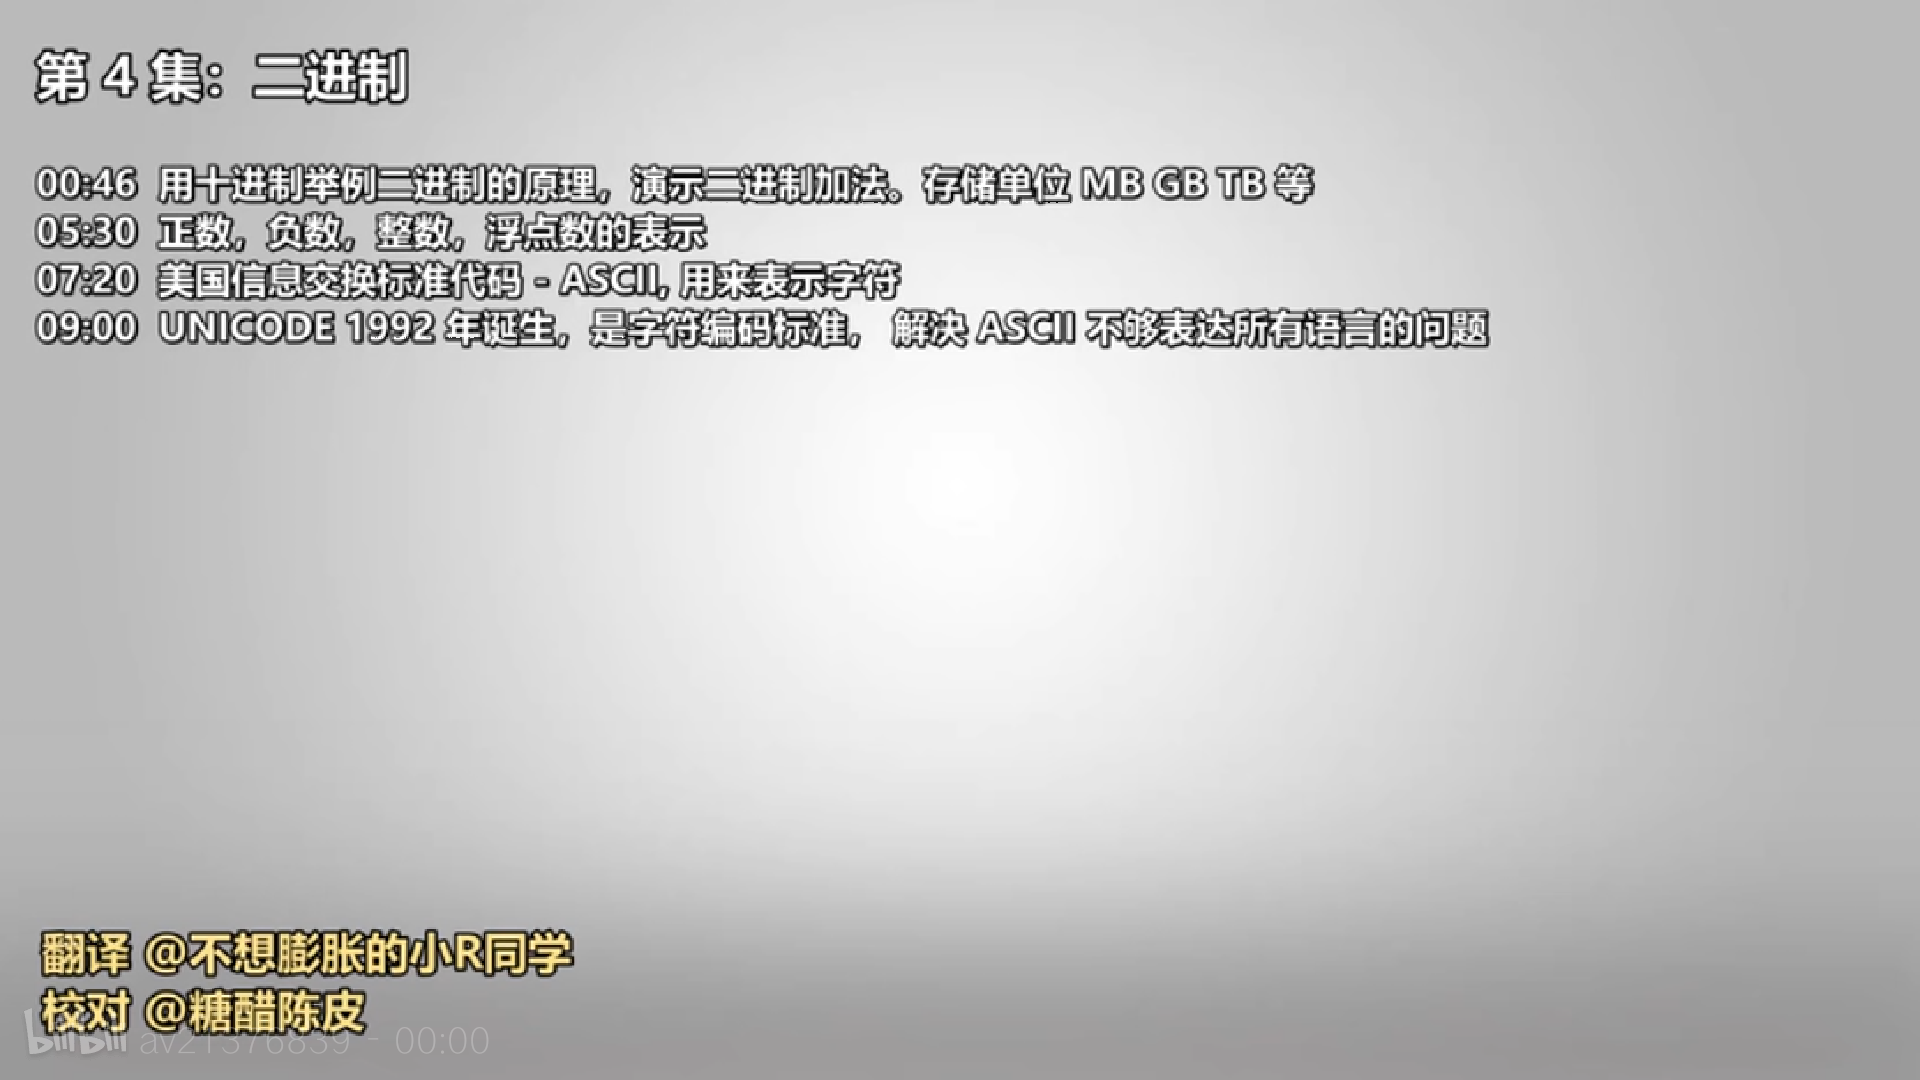 第 4 集：二进制
00:46 用十进制举例二进制的原理，演示二进制加法。存储单位 MB GB TB 等
05:30 正数，负数，整数，浮点数的表示
07:20 美国信息交换标准代码 - ASCII, 用来表示字符
09:00 UNICODE 1992 年诞生，是字符编码标准， 解决 ASCII 不够表达所有语言的问题
翻译 @不想膨胀的小R同学
校对 @糖醋陈皮
bilibili av21376839 - 00:00